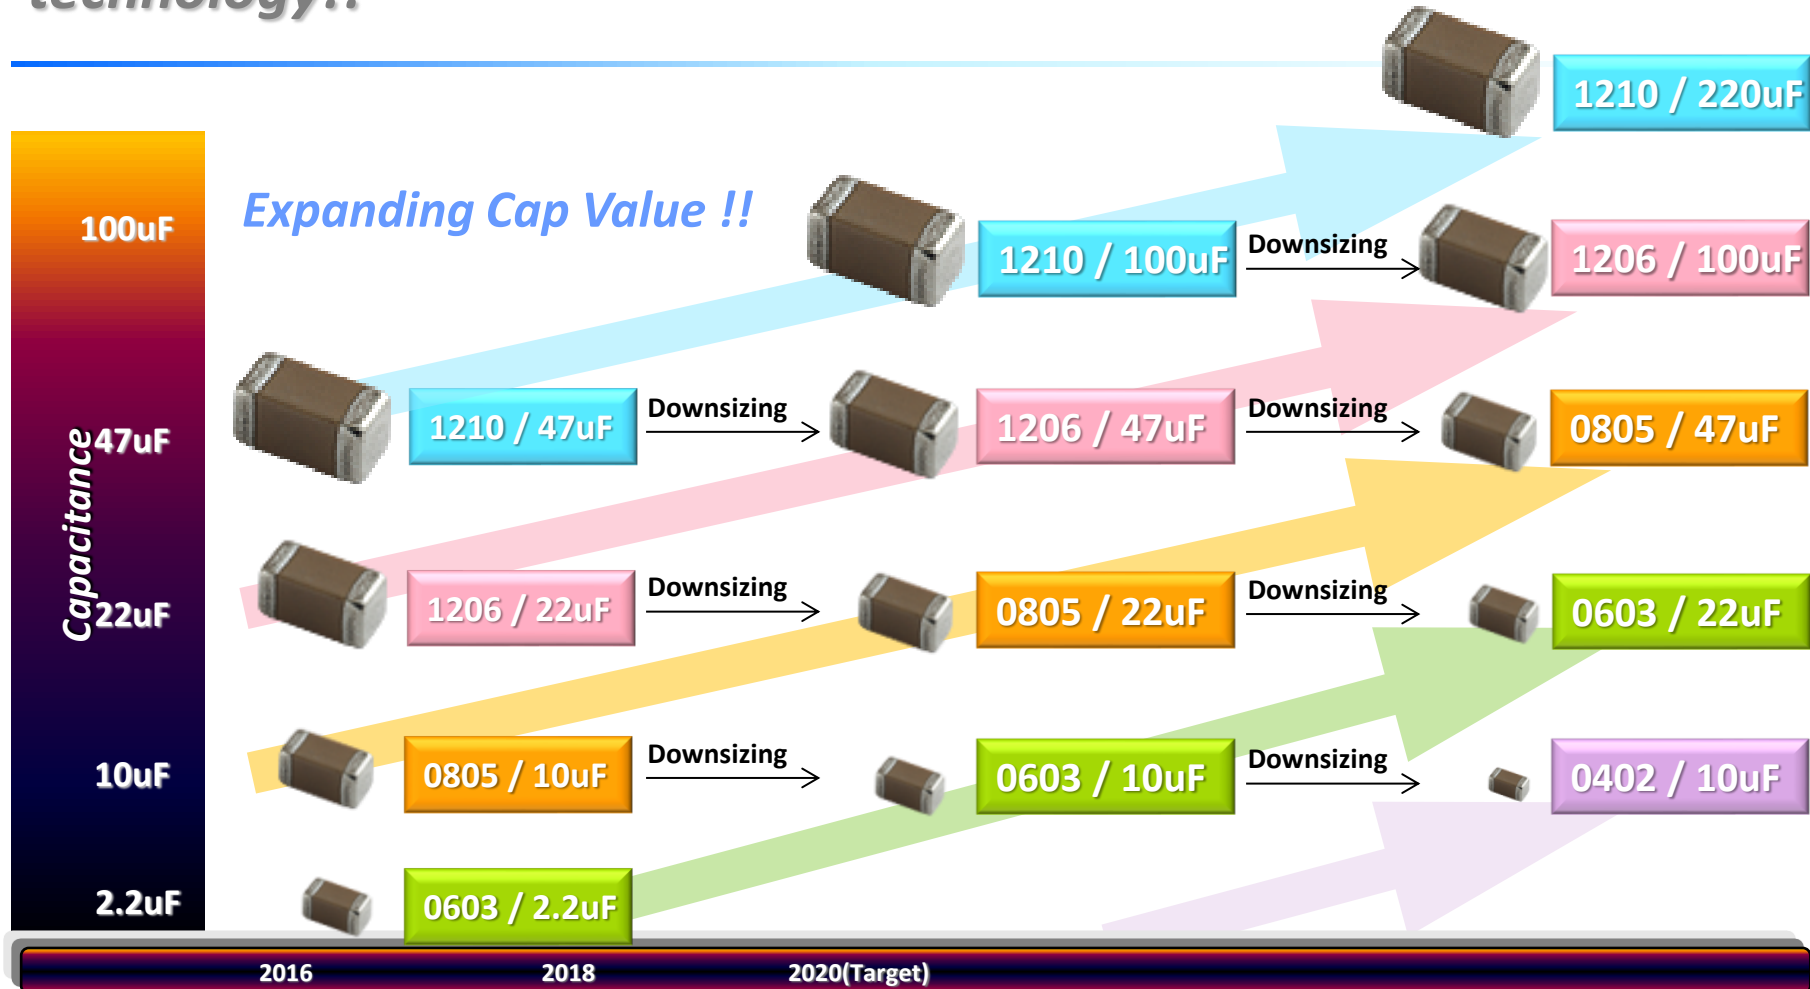 technology!!
1210 / 220uF
Expanding Cap Value !!
100uF
1210 / 100uF
Downsizing
1206 / 100uF
Capacitance
47uF
1210 / 47uF
Downsizing
1206 / 47uF
Downsizing
0805 / 47uF
22uF
1206 / 22uF
Downsizing
0805 / 22uF
Downsizing
0603 / 22uF
10uF
0805 / 10uF
Downsizing
0603 / 10uF
Downsizing
0402 / 10uF
2.2uF
0603 / 2.2uF
2016
2018
2020(Target)